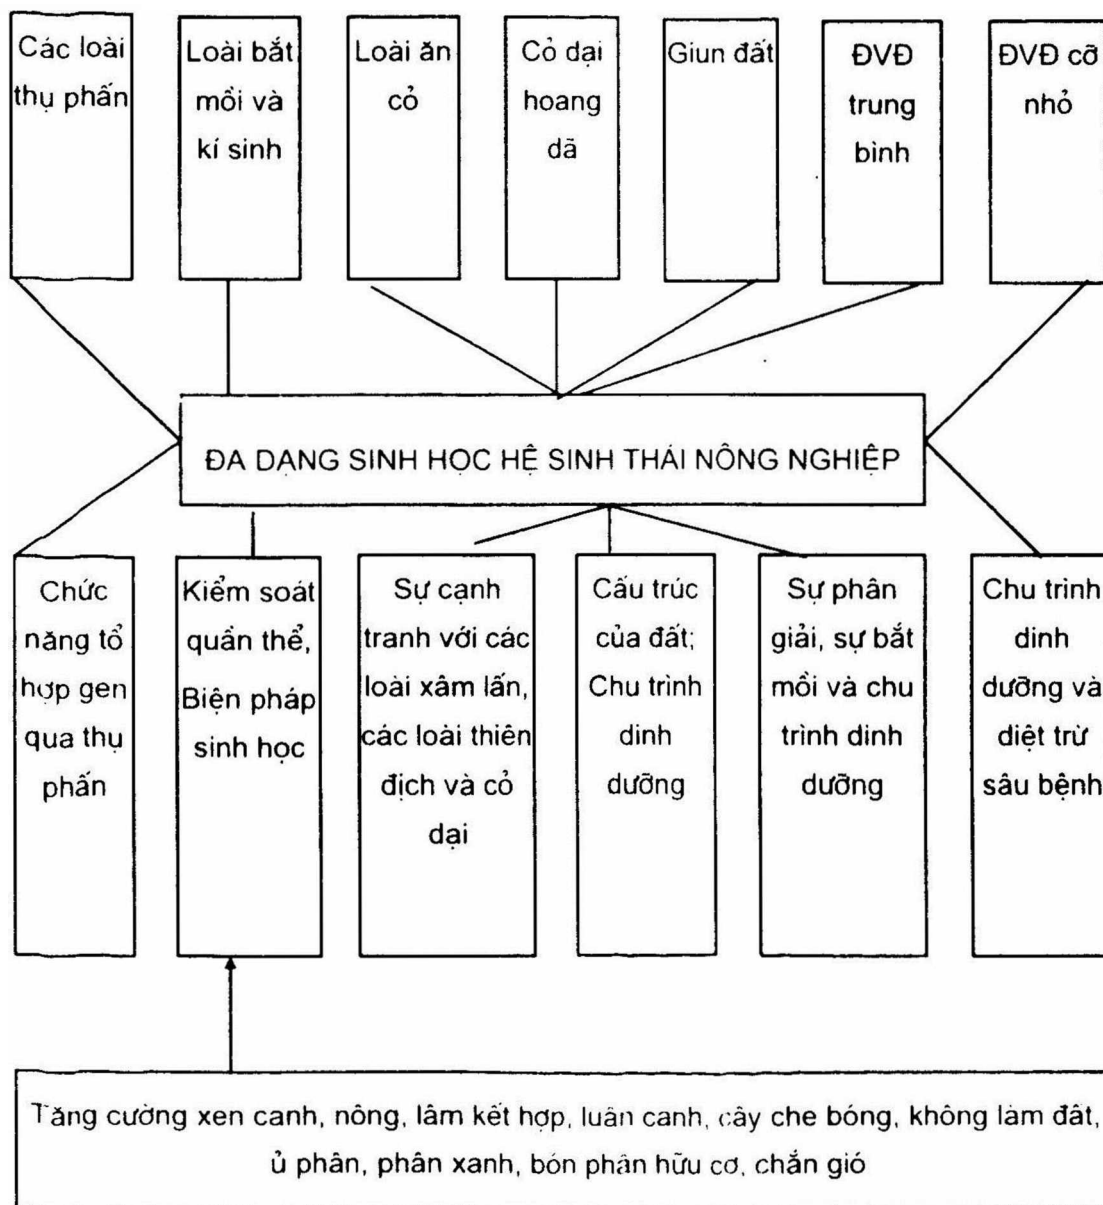 Các loài
thụ phấn
Loài bắt
mồi và
kí sinh
Loài ăn
cỏ
Cỏ dại
hoang
dã
Giun đất
ĐVĐ
trung
bình
ĐVĐ cỡ
nhỏ
ĐA DẠNG SINH HỌC HỆ SINH THÁI NÔNG NGHIỆP
Chức
năng tổ
hợp gen
qua thụ
phấn
Kiểm soát
quần thể,
Biện pháp
sinh học
Sự cạnh
tranh với các
loài xâm lấn,
các loài thiên
địch và cỏ
dại
Cấu trúc
của đất;
Chu trình
dinh
dưỡng
Sự phân
giải, sự bắt
mồi và chu
trình dinh
dưỡng
Chu trình
dinh
dưỡng và
diệt trừ
sâu bệnh
Tăng cường xen canh, nông, lâm kết hợp, luân canh, cây che bóng, không làm đất,
ủ phân, phân xanh, bón phân hữu cơ, chắn gió